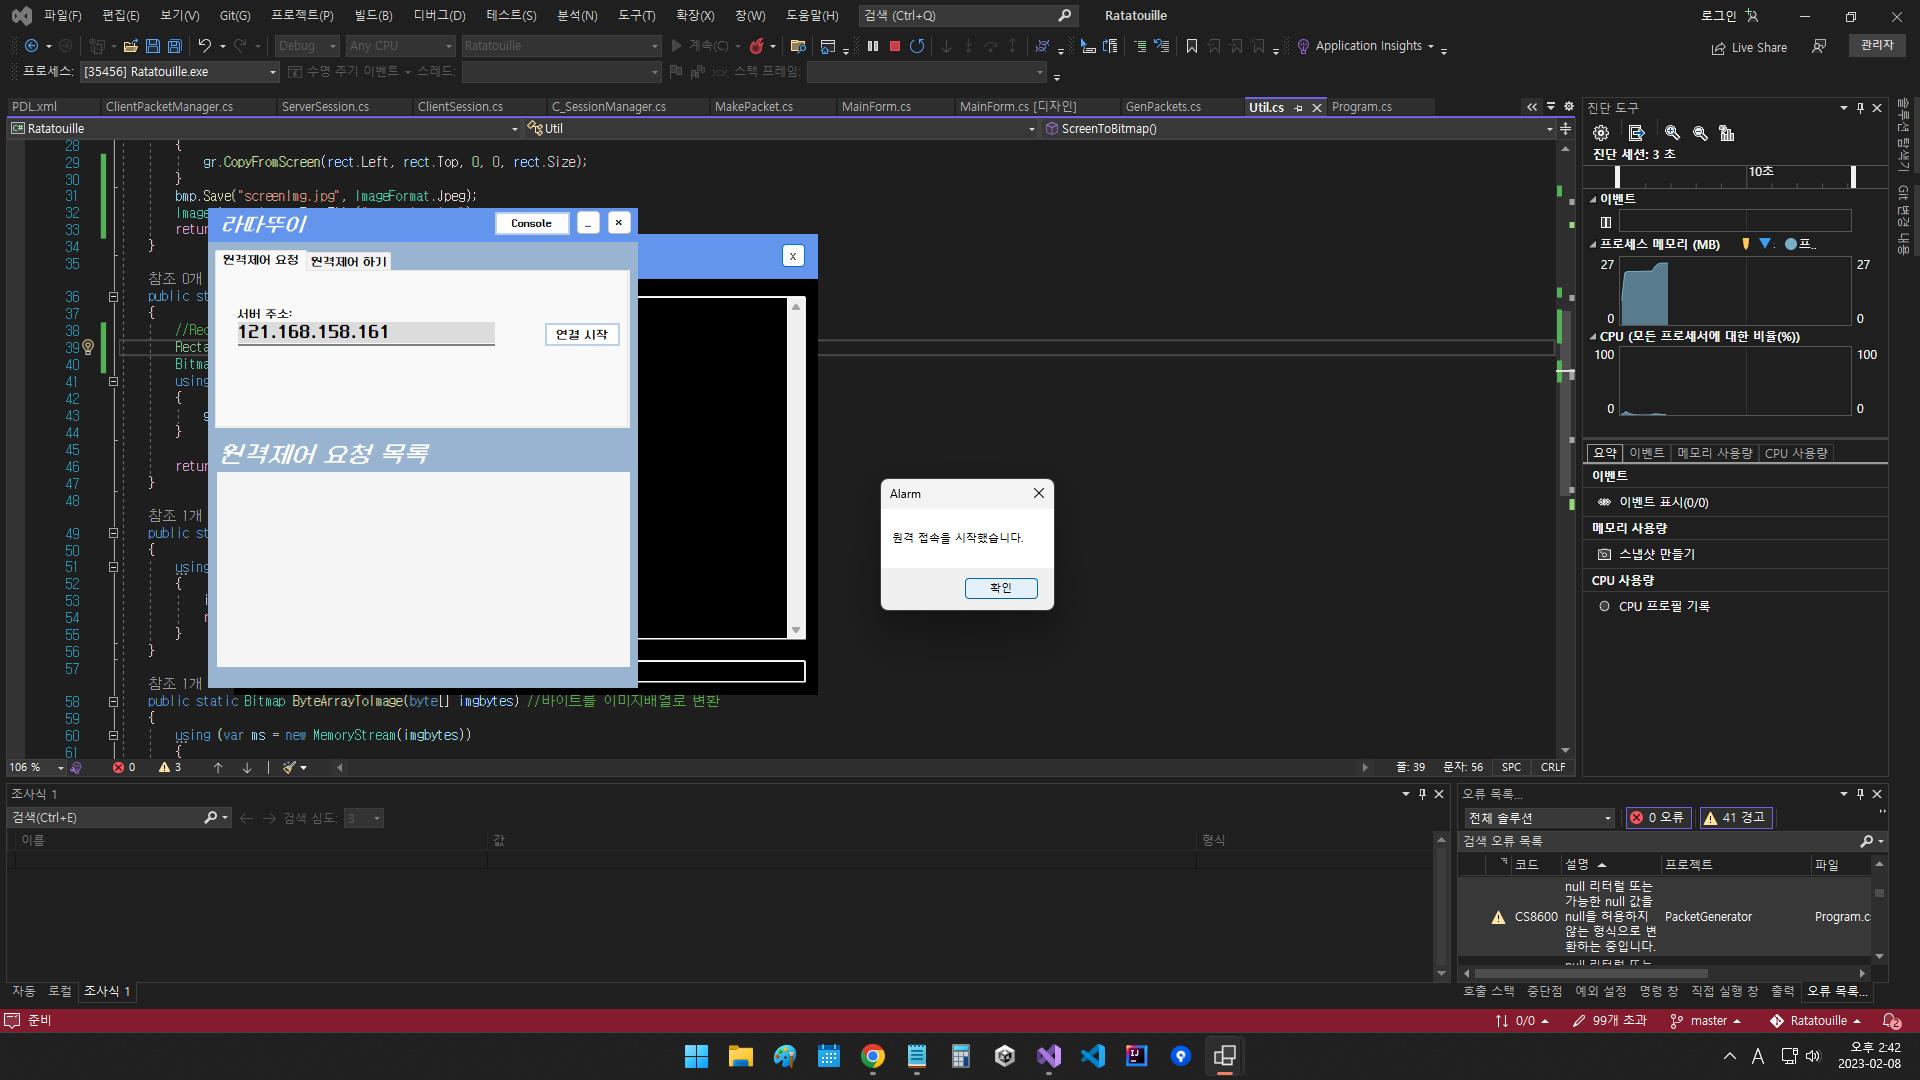 파일(F) 편집(E) 보기(V) Git(G) 프로젝트(P) 빌드(B) 디버그(D) 테스트(S) 분석(N) 도구(T) 확장(X) 창(W) 도움말(H) 검색 (Ctrl+Q) Ratatouille 로그인
Debug Any CPU Ratatouille 계속(C) Application Insights Live Share 관리자
프로세스: [35456] Ratatouille.exe 수명 주기 이벤트 스레드: 스택 프레임:
PDL.xml ClientPacketManager.cs ServerSession.cs ClientSession.cs C_SessionManager.cs MakePacket.cs MainForm.cs MainForm.cs [디자인] GenPackets.cs Util.cs Program.cs
Ratatouille Util ScreenToBitmap()
28 {
29 gr.CopyFromScreen(rect.Left, rect.Top, 0, 0, rect.Size);
30 }
31 bmp.Save("screenImg.jpg", ImageFormat.Jpeg);
32 Image
33 retur
34 }
35
참조 0개
36 public st
37 {
38 //Rec
39 Recta
40 Bitma
41 using
42 {
43 g
44 }
45
46 retur
47 }
48
참조 1개
49 public st
50 {
51 using
52 {
53 i
54 r
55 }
56 }
57
참조 1개
58 public static Bitmap ByteArrayToImage(byte[] imgbytes) //바이트를 이미지배열로 변환
59 {
60 using (var ms = new MemoryStream(imgbytes))
61 {
라따뚜이 Console _ x
원격제어 요청 원격제어 하기
서버 주소:
121.168.158.161
연결 시작
원격제어 요청 목록
x
Alarm
원격 접속을 시작했습니다.
확인
106 % 0 3 줄: 39 문자: 56 SPC CRLF
진단 도구
진단 세션: 3 초
10초
이벤트
프로세스 메모리 (MB) 프..
27 27
0 0
CPU (모든 프로세서에 대한 비율(%))
100 100
0 0
요약 이벤트 메모리 사용량 CPU 사용량
이벤트
이벤트 표시(0/0)
메모리 사용량
스냅샷 만들기
CPU 사용량
CPU 프로필 기록
솔루션 탐색기
Git 변경 내용
조사식 1
검색(Ctrl+E) 검색 심도: 3
이름 값 형식
자동 로컬 조사식 1
오류 목록...
전체 솔루션 0 오류 41 경고
검색 오류 목록
코드 설명 프로젝트 파일
CS8600 null 리터럴 또는 가능한 null 값을 null을 허용하지 않는 형식으로 변환하는 중입니다. PacketGenerator Program.c
null 리터럴 또는
호출 스택 중단점 예외 설정 명령 창 직접 실행 창 출력 오류 목록...
준비 0/0 99개 초과 master Ratatouille 2
A 오후 2:42
2023-02-08